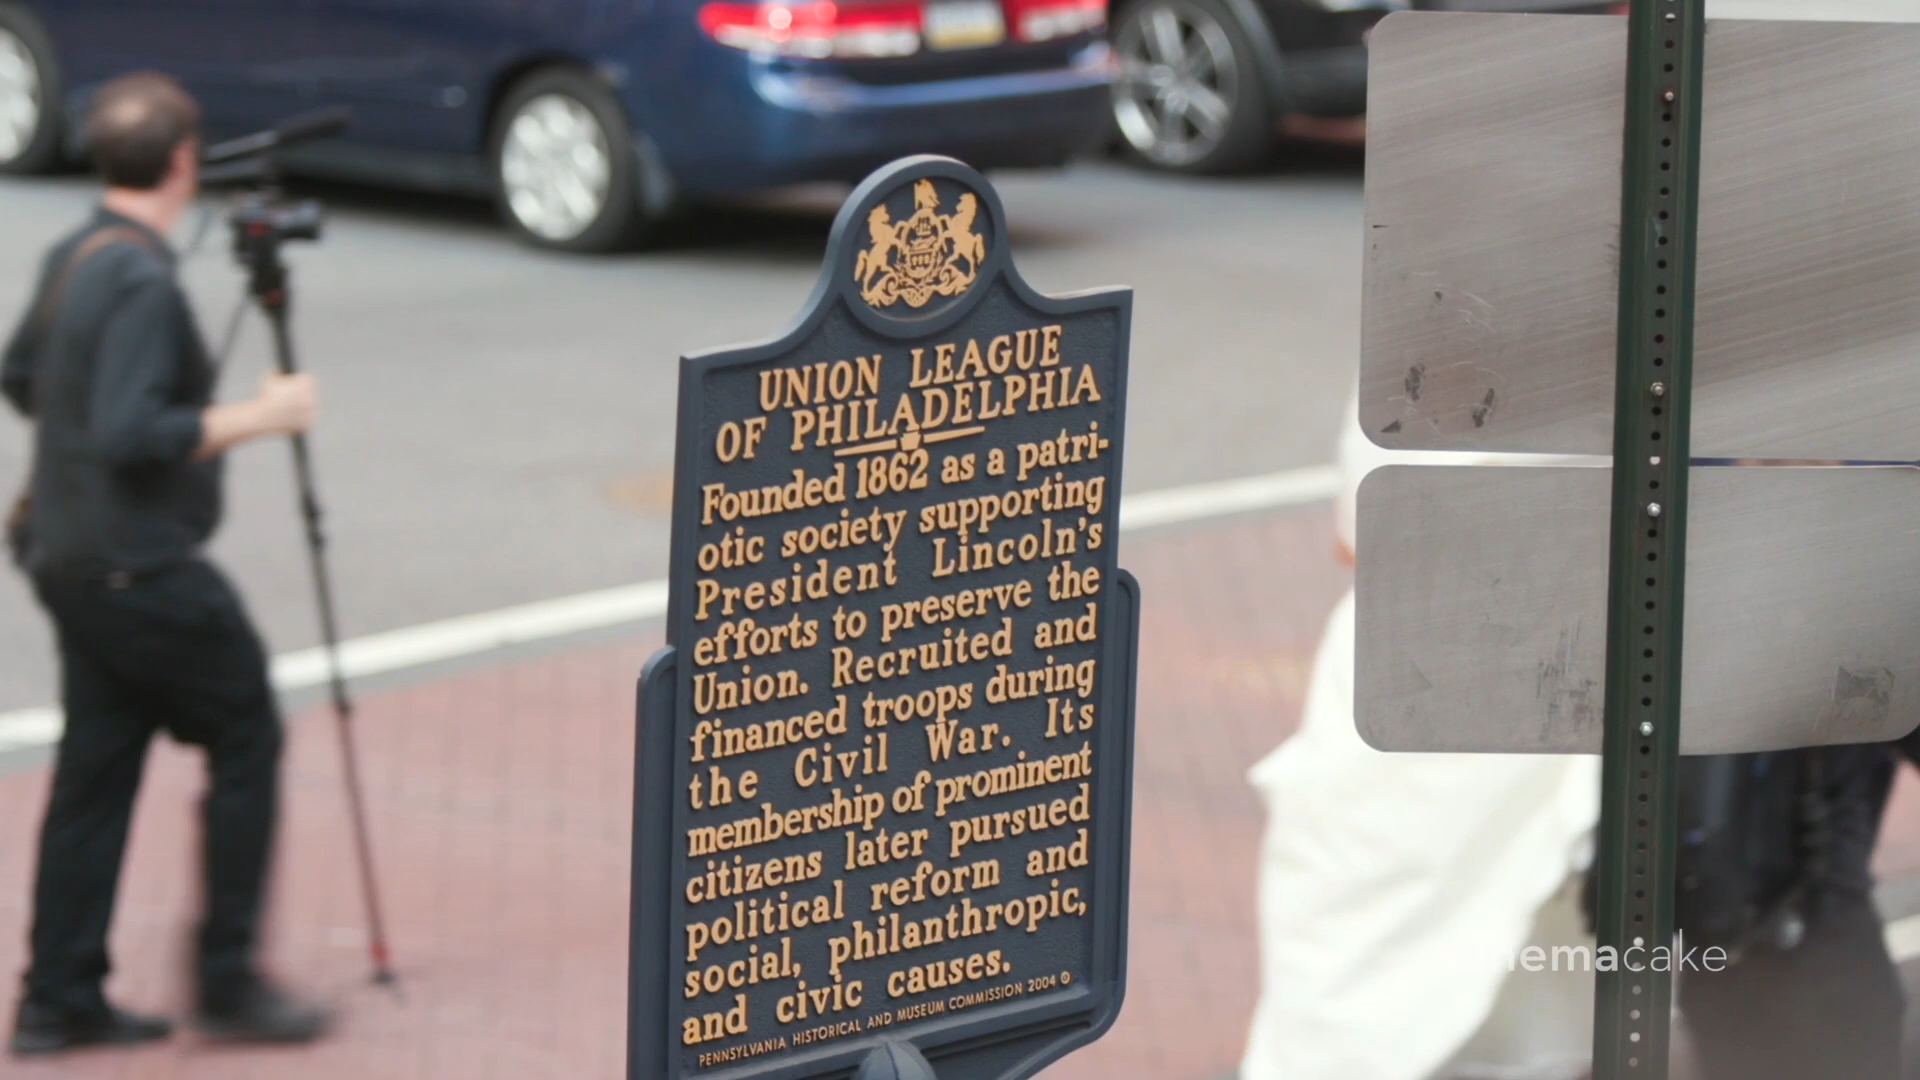 UNION LEAGUE
OF PHILADELPHIA
Founded 1862 as a patri-
otic society supporting
President Lincoln's
efforts to preserve the
Union. Recruited and
financed troops during
the Civil War. Its
membership of prominent
citizens later pursued
political reform and
social, philanthropic,
and civic causes.
PENNSYLVANIA HISTORICAL AND MUSEUM COMMISSION 2004
cake